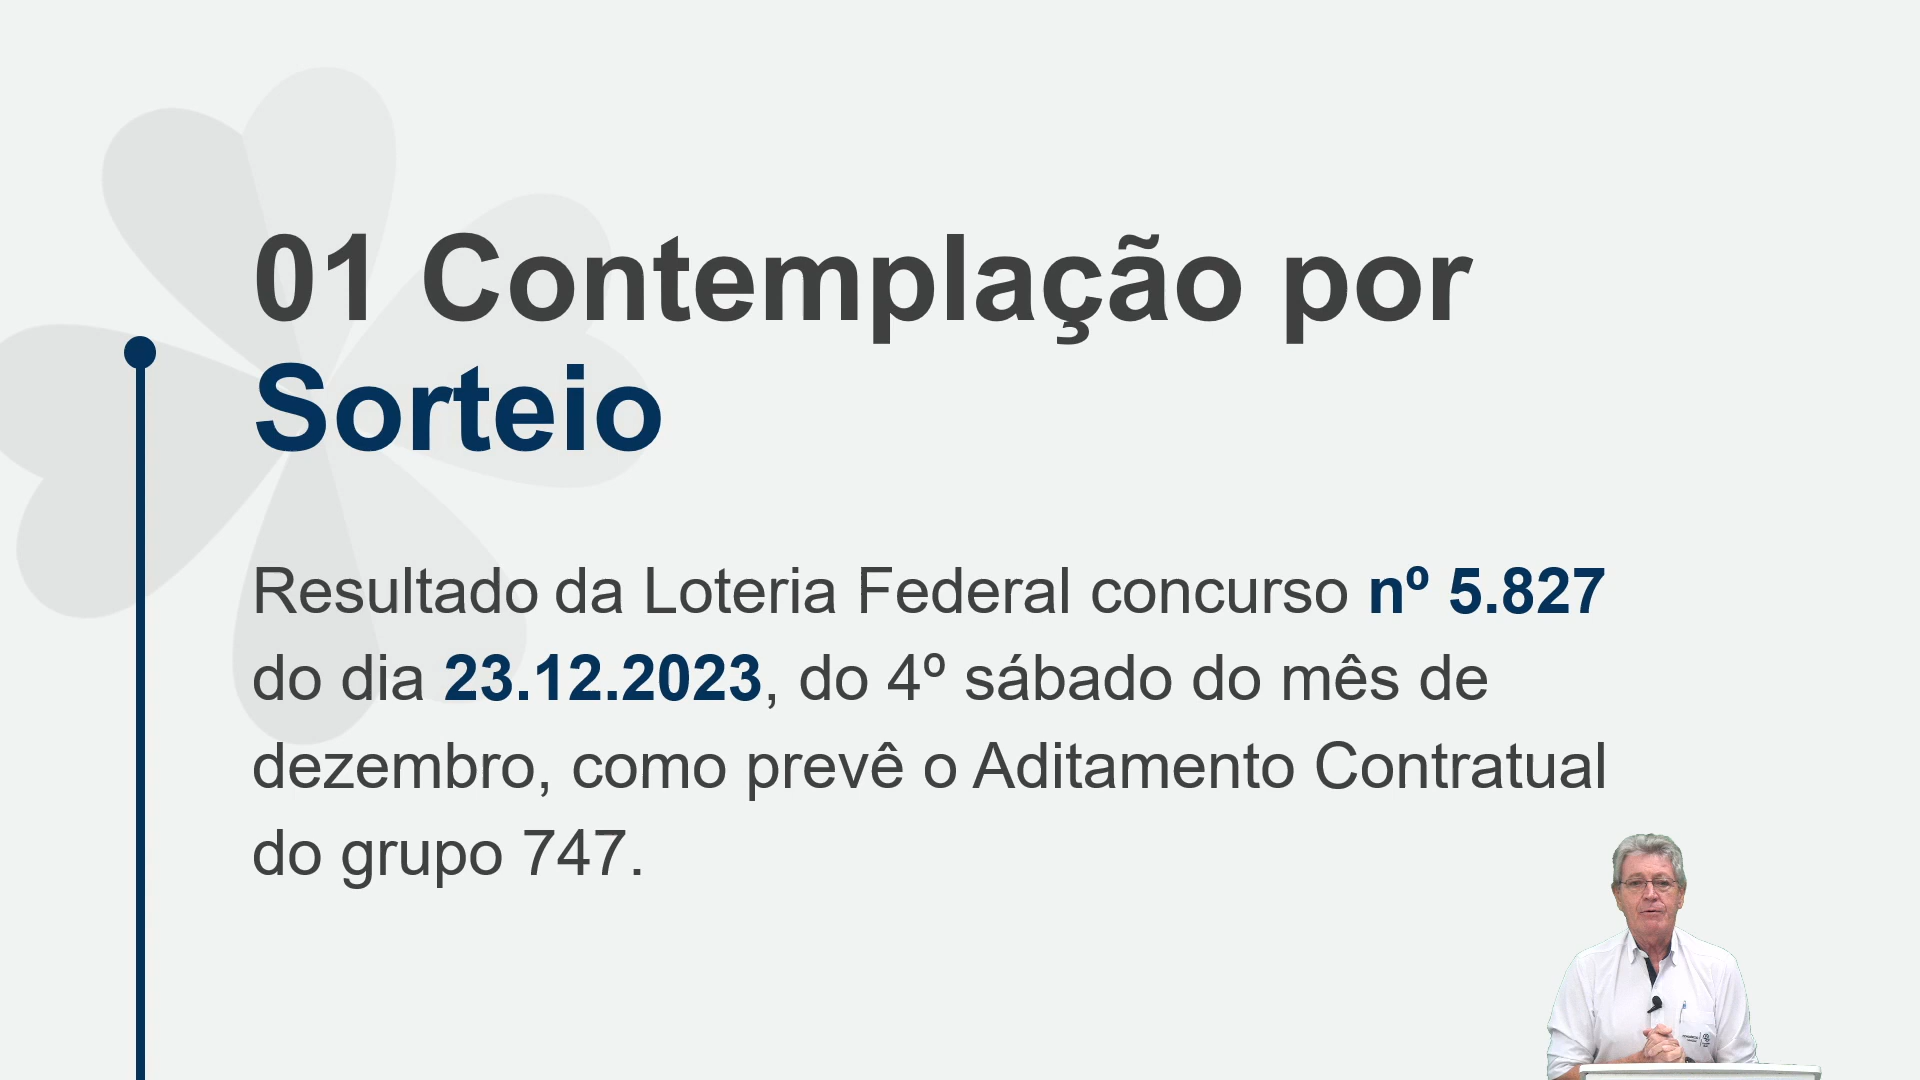 01 Contemplação por
Sorteio
Resultado da Loteria Federal concurso nº 5.827
do dia 23.12.2023, do 4º sábado do mês de
dezembro, como prevê o Aditamento Contratual
do grupo 747.